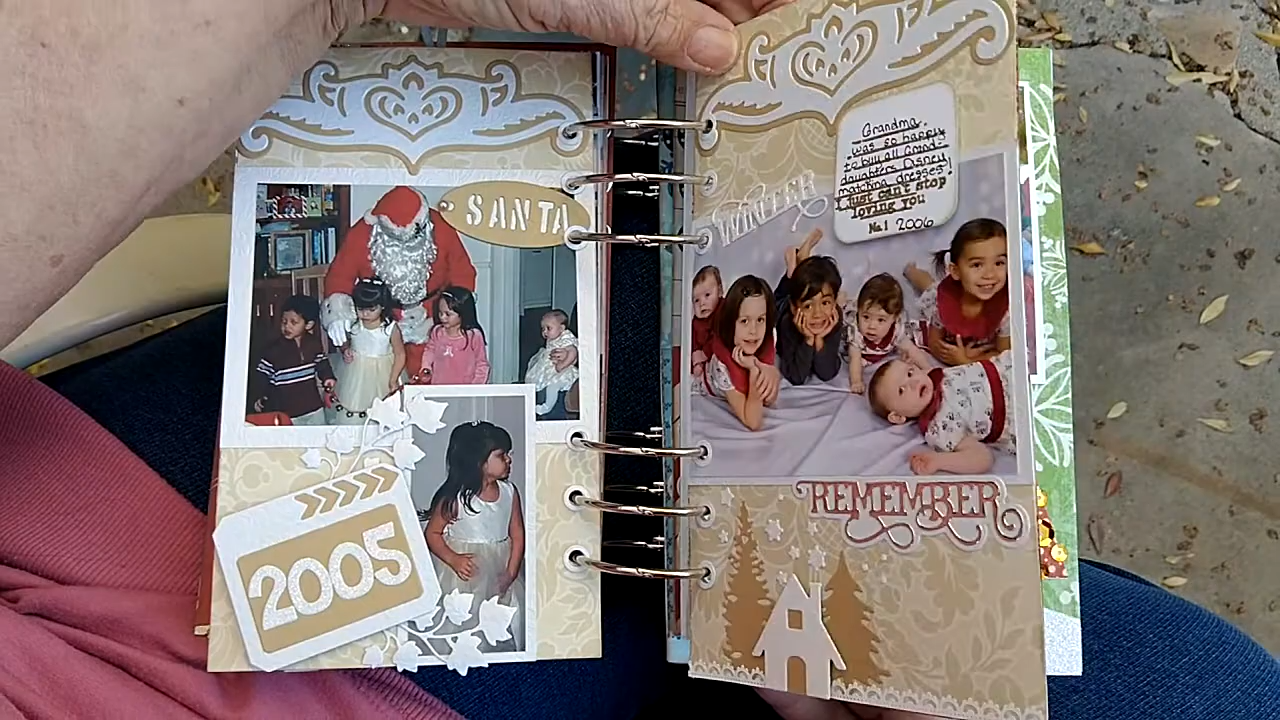 SANTA
2005
Grandma.
was so happy
to buy all Grand-
daughters Disney
matching dresses!
I just can't stop
loving you
No.1 2006
WINTER
REMEMBER